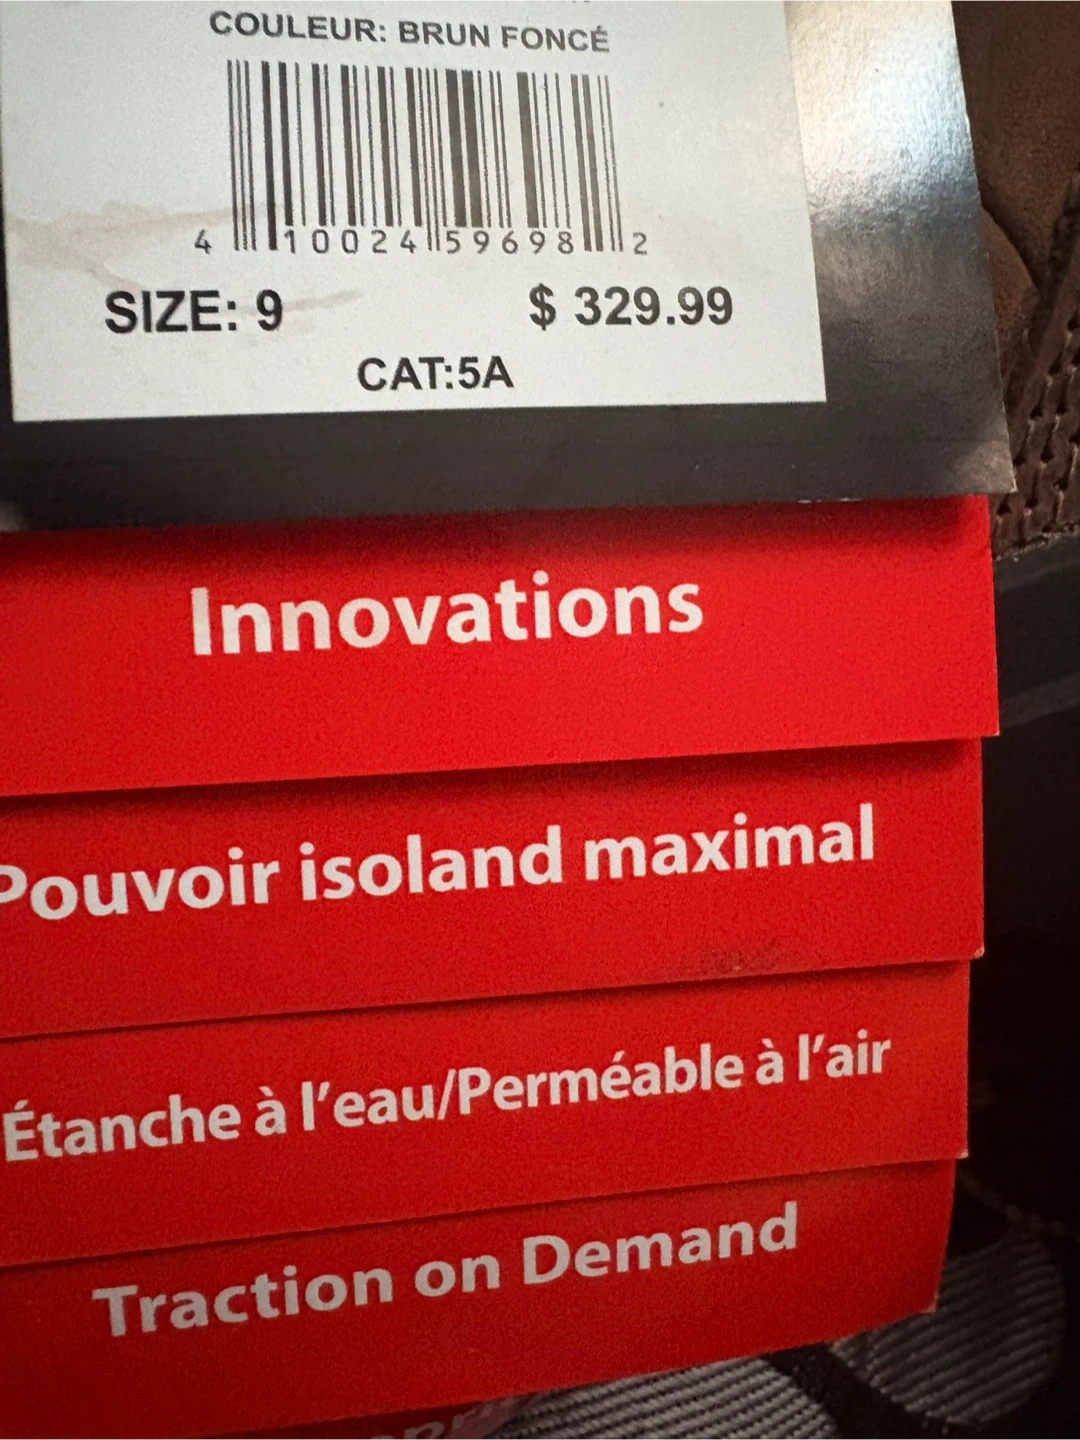 COULEUR: BRUN FONCÉ
4 10024 59698 2
SIZE: 9 $ 329.99
CAT:5A
Innovations
Pouvoir isoland maximal
Étanche à l'eau/Perméable à l'air
Traction on Demand